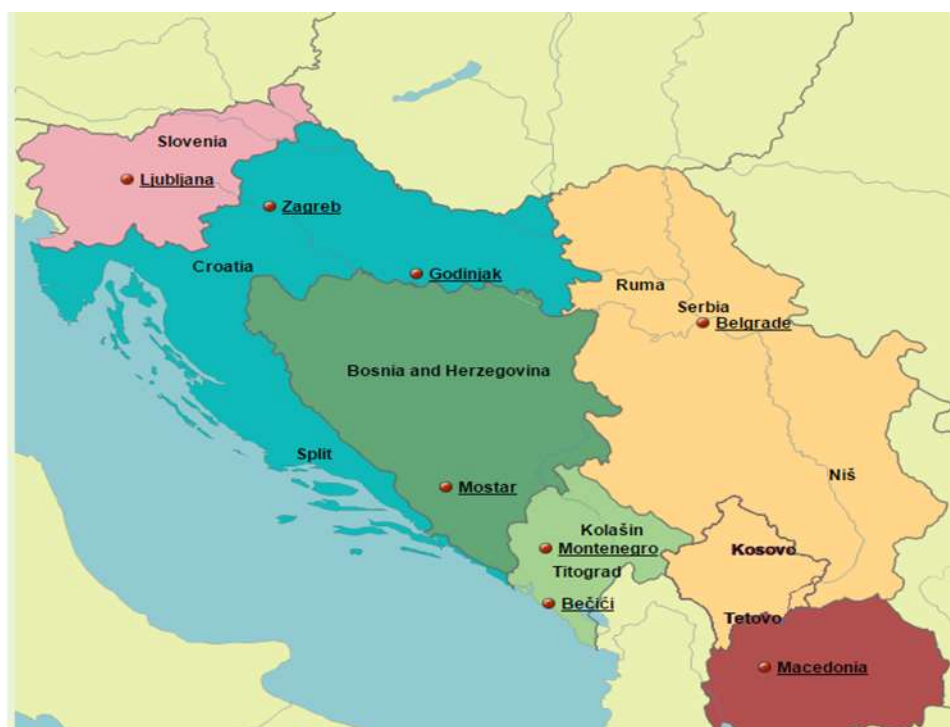 Slovenia
Ljubljana
Zagreb
Croatia
Godinjak
Ruma
Serbia
Belgrade
Bosnia and Herzegovina
Split
Niš
Mostar
Kolašin
Montenegro
Kosovo
Titograd
Bečići
Tetovo
Macedonia